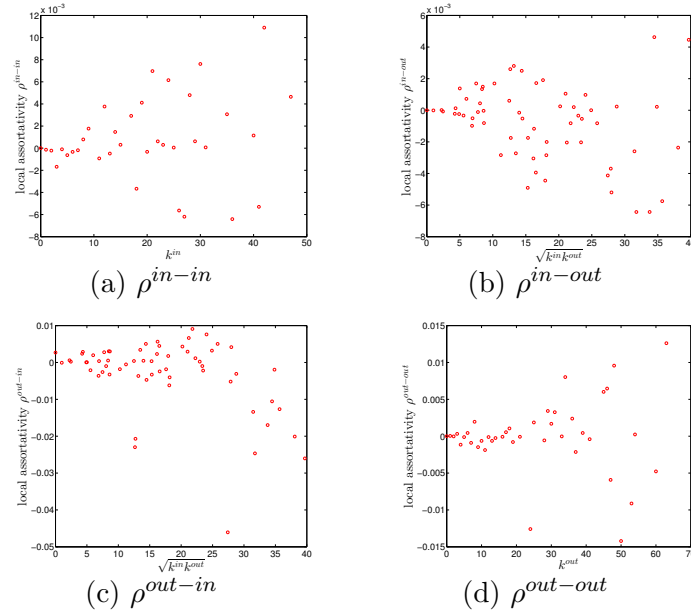 × 10⁻³
12
10
8
6
4
2
0
−2
−4
−6
−8
0 10 20 30 40 50
local assortativity ρ^{in−in}
k^{in}
(a) ρ^{in−in}
× 10⁻³
6
4
2
0
−2
−4
−6
−8
0 5 10 15 20 25 30 35 40
local assortativity ρ^{in−out}
√k^{in}k^{out}
(b) ρ^{in−out}
0.01
0
−0.01
−0.02
−0.03
−0.04
−0.05
0 5 10 15 20 25 30 35 40
local assortativity ρ^{out−in}
√k^{in}k^{out}
(c) ρ^{out−in}
0.015
0.01
0.005
0
−0.005
−0.01
−0.015
0 10 20 30 40 50 60 70
local assortativity ρ^{out−out}
k^{out}
(d) ρ^{out−out}